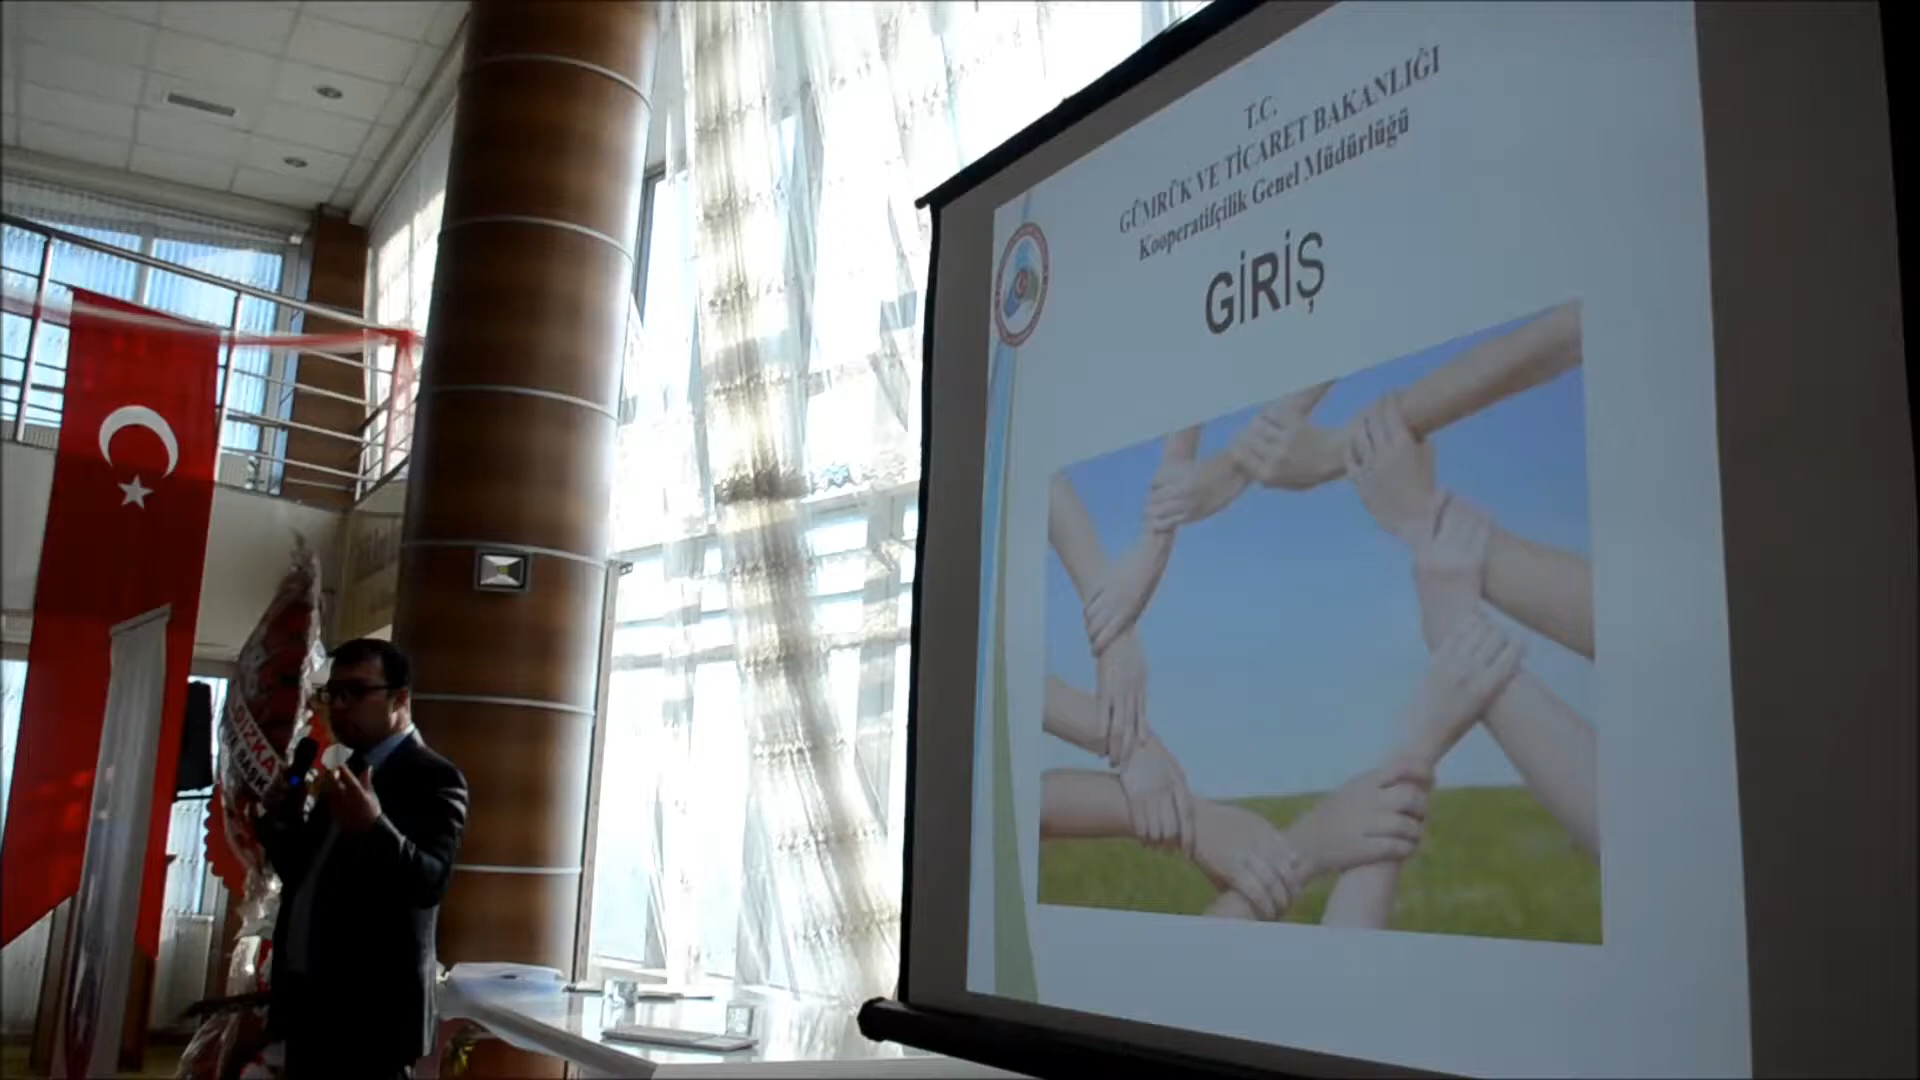 T.C.
GÜMRÜK VE TİCARET BAKANLIĞI
Kooperatifçilik Genel Müdürlüğü
GİRİŞ